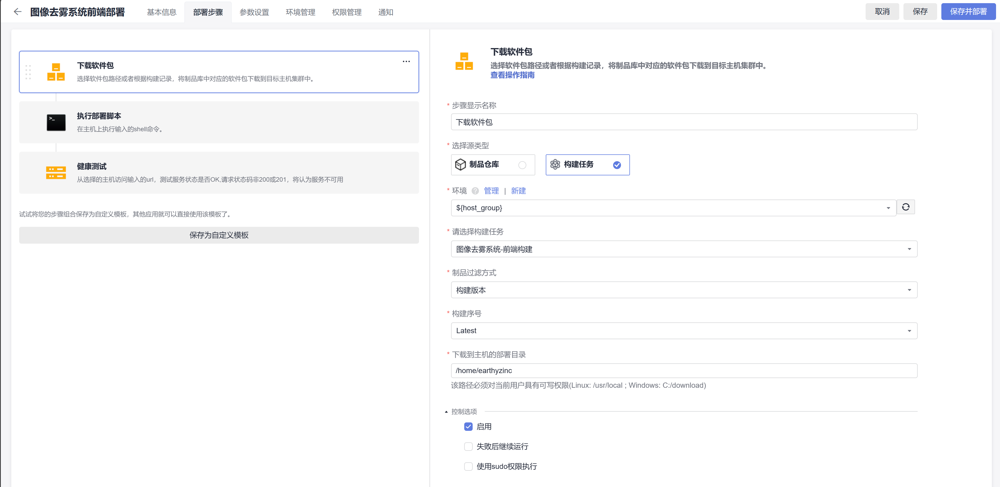 图像去雾系统前端部署
基本信息
部署步骤
参数设置
环境管理
权限管理
通知
取消
保存
保存并部署
下载软件包
选择软件包路径或者根据构建记录，将制品库中对应的软件包下载到目标主机集群中。
执行部署脚本
在主机上执行输入的shell命令。
健康测试
从选择的主机访问输入的url，测试服务状态是否OK,请求状态码非200或201，将认为服务不可用
试试将您的步骤组合保存为自定义模板，其他应用就可以直接使用该模板了。
保存为自定义模板
下载软件包
选择软件包路径或者根据构建记录，将制品库中对应的软件包下载到目标主机集群中。
查看操作指南
* 步骤显示名称
下载软件包
* 选择源类型
制品仓库
构建任务
* 环境 ? 管理 | 新建
${host_group}
* 请选择构建任务
图像去雾系统-前端构建
* 制品过滤方式
构建版本
* 构建序号
Latest
* 下载到主机的部署目录
/home/earthyzinc
该路径必须对当前用户具有可写权限(Linux: /usr/local ; Windows: C:/download)
控制选项
启用
失败后继续运行
使用sudo权限执行